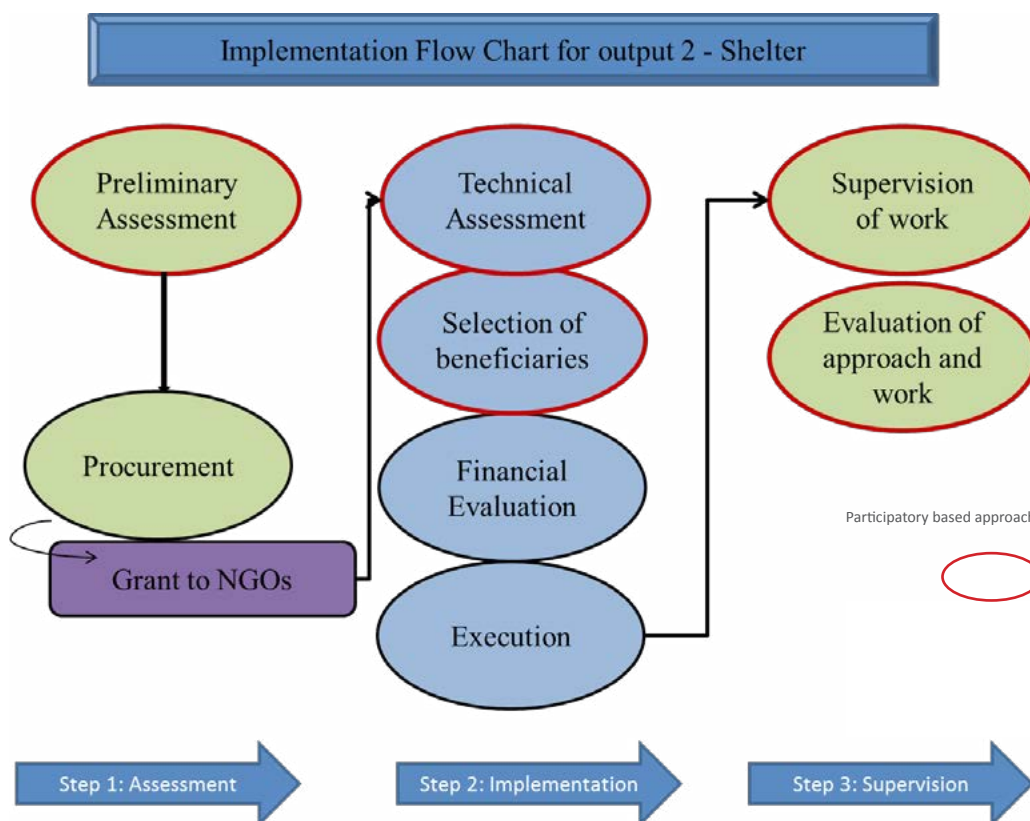 Implementation Flow Chart for output 2 - Shelter
Preliminary
Assessment
Procurement
Grant to NGOs
Technical
Assessment
Selection of
beneficiaries
Financial
Evaluation
Execution
Supervision
of work
Evaluation of
approach and
work
Participatory based approach
Step 1: Assessment
Step 2: Implementation
Step 3: Supervision